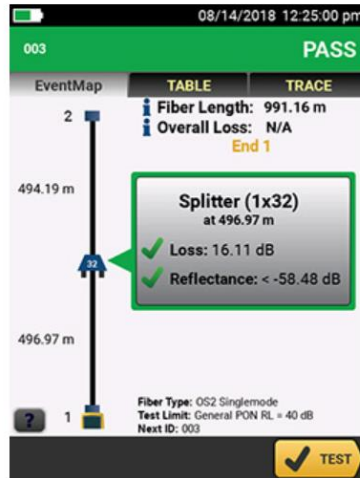 08/14/2018 12:25:00 pm
003 PASS
EventMap TABLE TRACE
2
i Fiber Length: 991.16 m
i Overall Loss: N/A
End 1
494.19 m
Splitter (1x32)
at 496.97 m
Loss: 16.11 dB
32
Reflectance: < -58.48 dB
496.97 m
Fiber Type: OS2 Singlemode
Test Limit: General PON RL = 40 dB
Next ID: 003
? 1
TEST